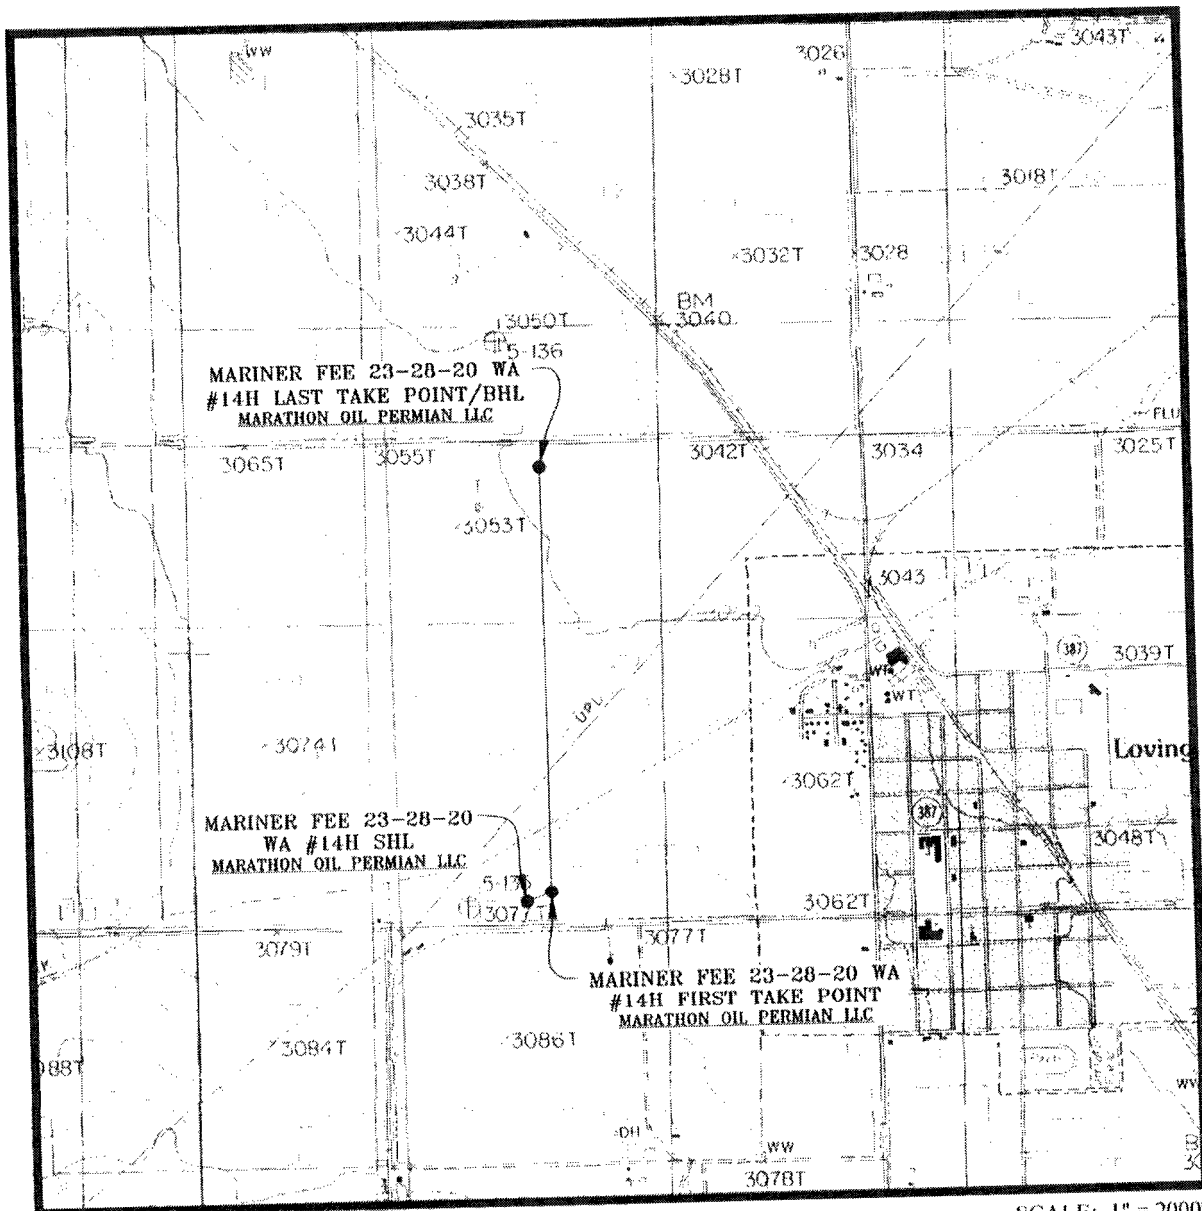 WW
3026
3043T
3028T
3035T
3038T
3018T
3044T
3032T
3028
BM
3040
3050T
5-136
MARINER FEE 23-28-20 WA
#14H LAST TAKE POINT/BHL
MARATHON OIL PERMIAN LLC
3065T
3055T
3042T
3034
3025T
3053T
3043
387
3039T
WT
WT
UPL
3108T
3074T
Loving
3062T
387
MARINER FEE 23-28-20
WA #14H SHL
MARATHON OIL PERMIAN LLC
3048T
3077T
3062T
3079T
3077T
MARINER FEE 23-28-20 WA
#14H FIRST TAKE POINT
MARATHON OIL PERMIAN LLC
3084T
3086T
DH
WW
3078T